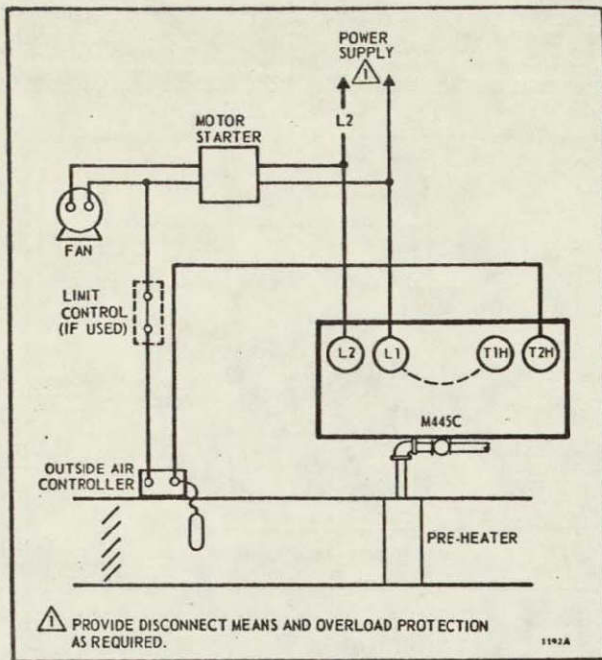 POWER
SUPPLY
1
L2
MOTOR
STARTER
FAN
LIMIT
CONTROL
(IF USED)
L2
L1
T1H
T2H
M445C
OUTSIDE AIR
CONTROLLER
PRE-HEATER
1 PROVIDE DISCONNECT MEANS AND OVERLOAD PROTECTION
AS REQUIRED.
1192A